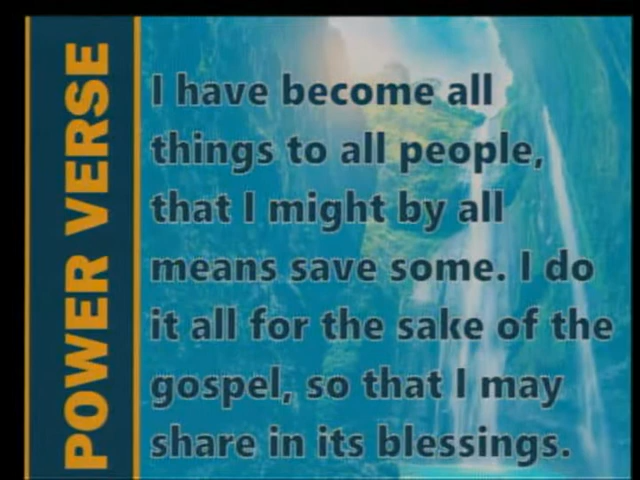 POWER VERSE
I have become all
things to all people,
that I might by all
means save some. I do
it all for the sake of the
gospel, so that I may
share in its blessings.